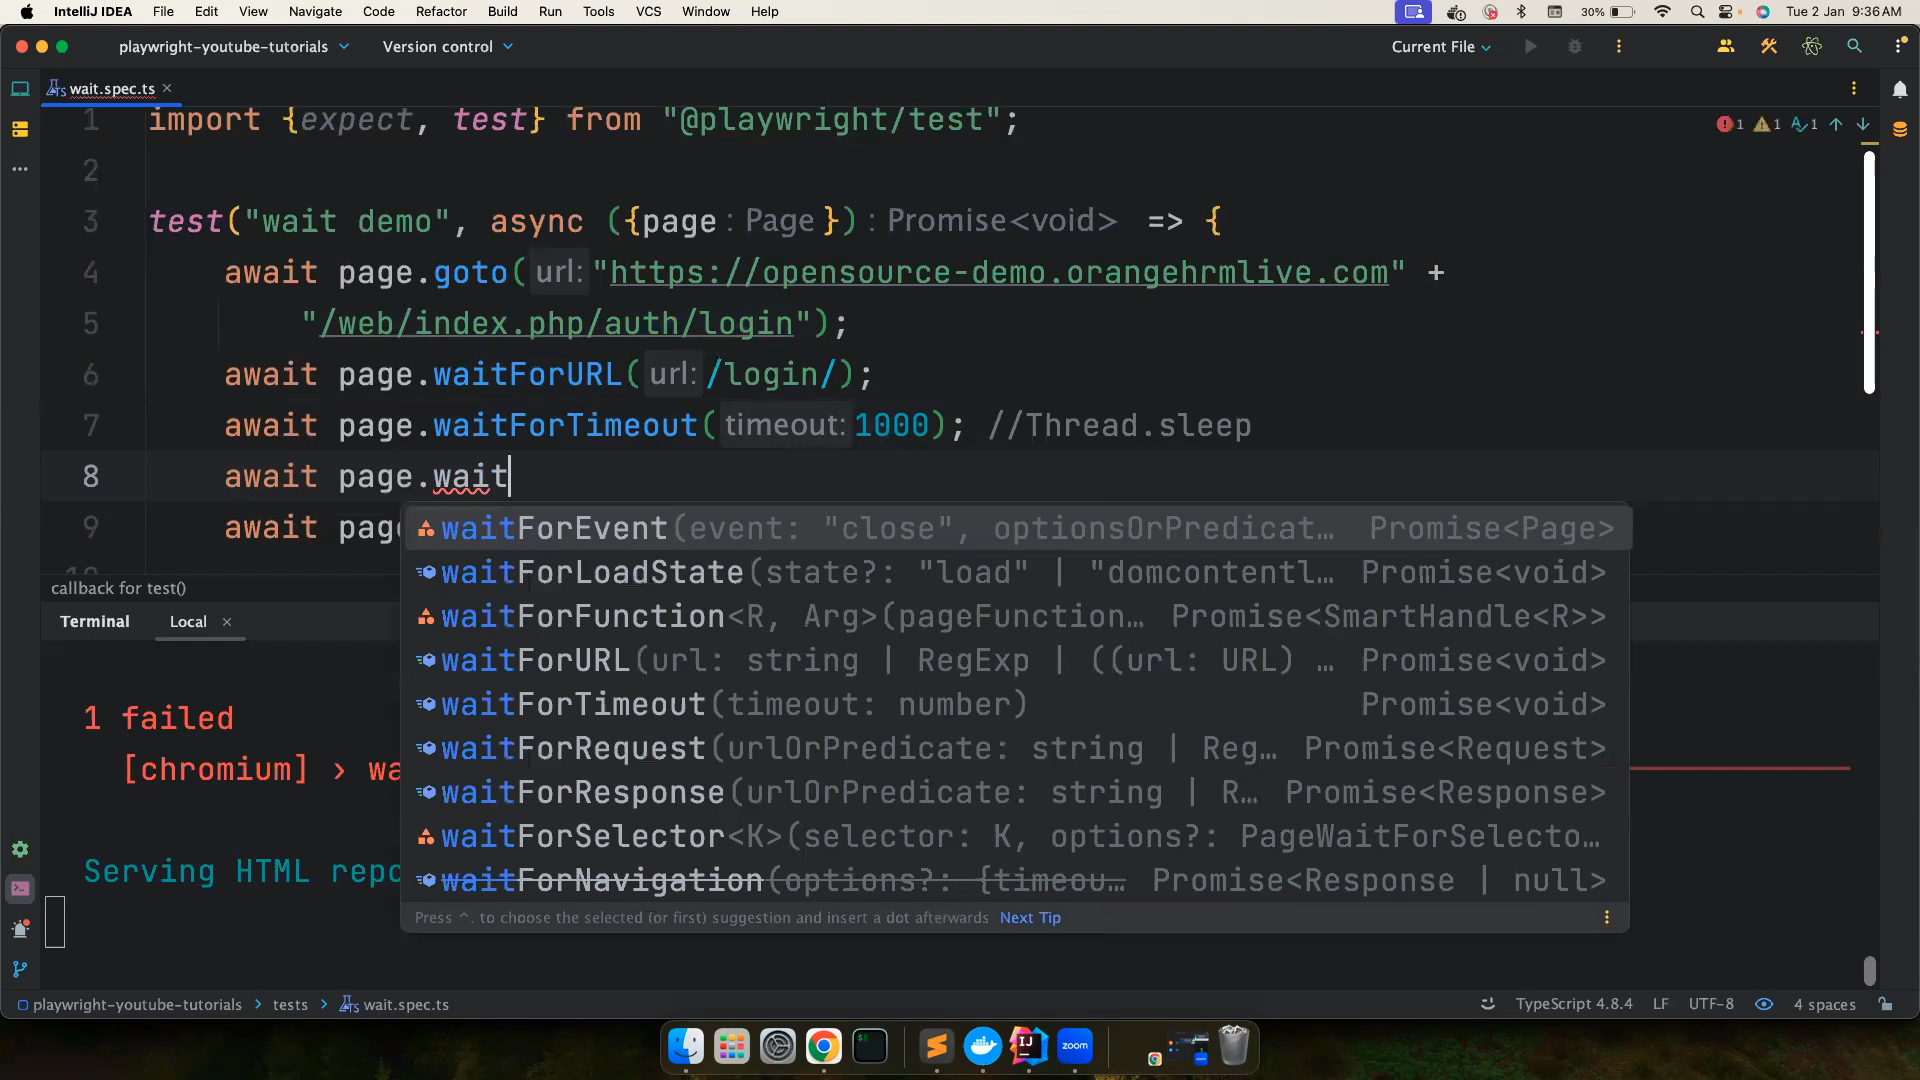 IntelliJ IDEA File Edit View Navigate Code Refactor Build Run Tools VCS Window Help 30% Tue 2 Jan 9:36 AM
playwright-youtube-tutorials Version control Current File
TS wait.spec.ts
1 import {expect, test} from "@playwright/test";
1 1 1
2
3 test("wait demo", async ({page : Page }) : Promise<void> => {
4 await page.goto( url: "https://opensource-demo.orangehrmlive.com" +
5 "/web/index.php/auth/login");
6 await page.waitForURL( url: /login/);
7 await page.waitForTimeout( timeout: 1000); //Thread.sleep
8 await page.wait
9 await pag
waitForEvent(event: "close", optionsOrPredicat… Promise<Page>
waitForLoadState(state?: "load" | "domcontentl… Promise<void>
waitForFunction<R, Arg>(pageFunction… Promise<SmartHandle<R>>
waitForURL(url: string | RegExp | ((url: URL) … Promise<void>
waitForTimeout(timeout: number) Promise<void>
waitForRequest(urlOrPredicate: string | Reg… Promise<Request>
waitForResponse(urlOrPredicate: string | R… Promise<Response>
waitForSelector<K>(selector: K, options?: PageWaitForSelecto…
waitForNavigation(options?: {timeou… Promise<Response | null>
Press ^. to choose the selected (or first) suggestion and insert a dot afterwards Next Tip
callback for test()
Terminal Local
1 failed
[chromium] › wa
Serving HTML repo
playwright-youtube-tutorials > tests > TS wait.spec.ts TypeScript 4.8.4 LF UTF-8 4 spaces
IJ zoom